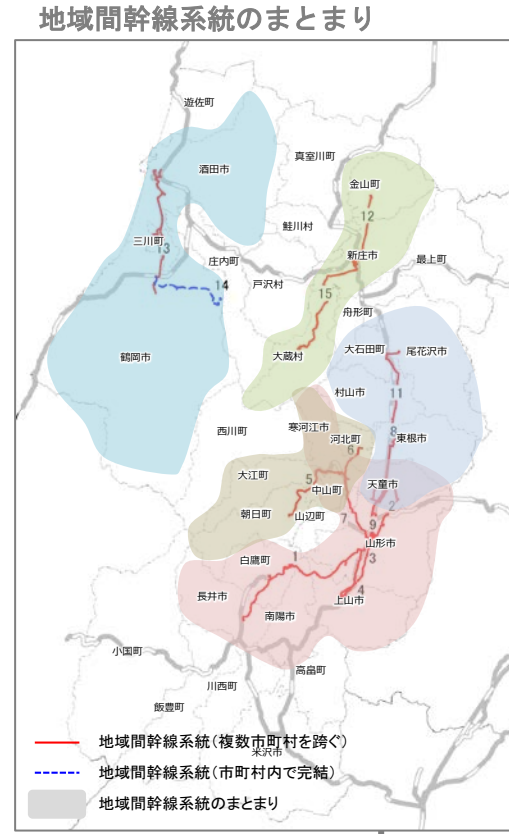 地域間幹線系統のまとまり
遊佐町
酒田市
真室川町
金山町
12
鮭川村
三川町
13
新庄市
庄内町
最上町
14
戸沢村
15
舟形町
鶴岡市
大蔵村
大石田町
尾花沢市
村山市
11
寒河江市
西川町
河北町
8
東根市
6
大江町
5
天童市
中山町
2
朝日町
山辺町
7
9
山形市
1
3
白鷹町
4
長井市
上山市
南陽市
小国町
高畠町
川西町
飯豊町
地域間幹線系統(複数市町村を跨ぐ)
米沢市
地域間幹線系統(市町村内で完結)
地域間幹線系統のまとまり